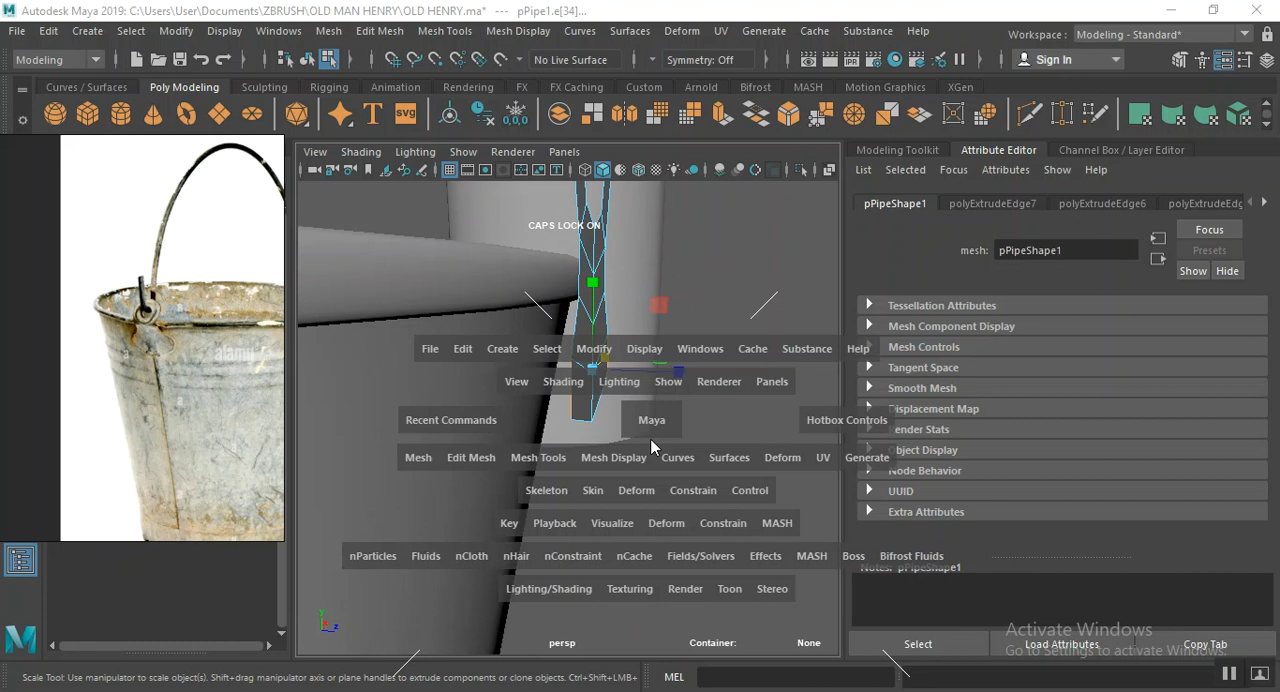 Autodesk Maya 2019: C:\Users\User\Documents\ZBRUSH\OLD MAN HENRY\OLD HENRY.ma* --- pPipe1.e[34]...
File Edit Create Select Modify Display Windows Mesh Edit Mesh Mesh Tools Mesh Display Curves Surfaces Deform UV Generate Cache Substance Help
Workspace : Modeling - Standard*
Modeling No Live Surface Symmetry: Off Sign In
Curves / Surfaces Poly Modeling Sculpting Rigging Animation Rendering FX FX Caching Custom Arnold Bifrost MASH Motion Graphics XGen
SVG 0,0,0
View Shading Lighting Show Renderer Panels
Modeling Toolkit Attribute Editor Channel Box / Layer Editor
List Selected Focus Attributes Show Help
pPipeShape1 polyExtrudeEdge7 polyExtrudeEdge6 polyExtrudeEdg
CAPS LOCK ON
Focus
mesh: pPipeShape1
Presets
Show Hide
Tessellation Attributes
Mesh Component Display
Mesh Controls
Tangent Space
Smooth Mesh
Displacement Map
ender Stats
bject Display
Node Behavior
UUID
Extra Attributes
File Edit Create Select Modify Display Windows Cache Substance Help
View Shading Lighting Show Renderer Panels
Recent Commands Maya Hotbox Controls
Mesh Edit Mesh Mesh Tools Mesh Display Curves Surfaces Deform UV Generate
Skeleton Skin Deform Constrain Control
Key Playback Visualize Deform Constrain MASH
nParticles Fluids nCloth nHair nConstraint nCache Fields/Solvers Effects MASH Boss Bifrost Fluids
Lighting/Shading Texturing Render Toon Stereo
Notes: pPipeShape1
alamy
a
a
a
y
x
z
persp Container: None
Select Load Attributes Copy Tab
Activate Windows
Go to Settings to activate Windows.
Scale Tool: Use manipulator to scale object(s). Shift+drag manipulator axis or plane handles to extrude components or clone objects. Ctrl+Shift+LMB+
MEL